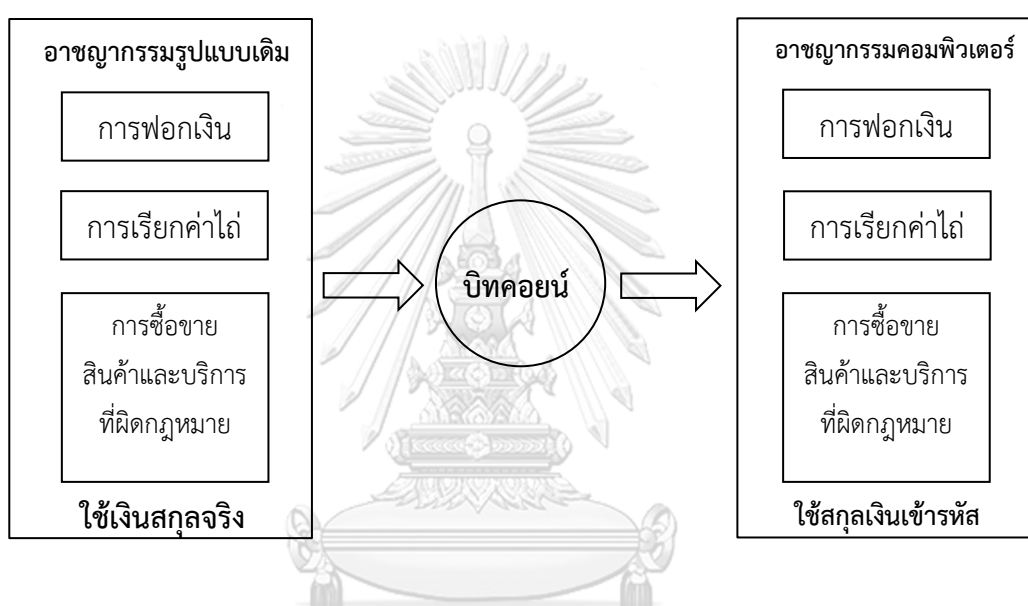 อาชญากรรมรูปแบบเดิม
การฟอกเงิน
การเรียกค่าไถ่
การซื้อขาย
สินค้าและบริการ
ที่ผิดกฎหมาย
ใช้เงินสกุลจริง
บิทคอยน์
อาชญากรรมคอมพิวเตอร์
การฟอกเงิน
การเรียกค่าไถ่
การซื้อขาย
สินค้าและบริการ
ที่ผิดกฎหมาย
ใช้สกุลเงินเข้ารหัส